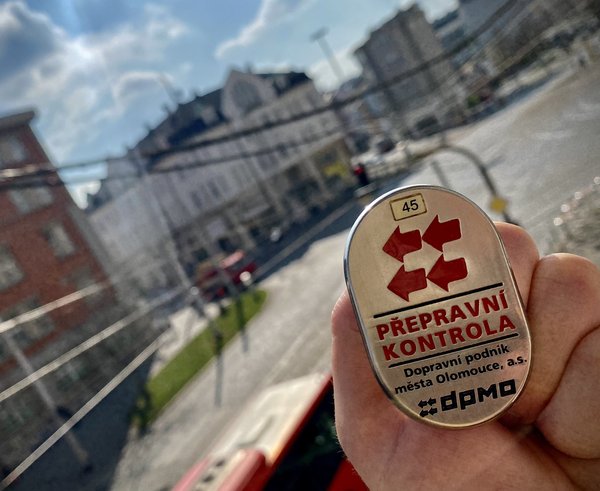 45
PŘEPRAVNÍ
KONTROLA
Dopravní podnik
města Olomouce, a.s.
dpmo